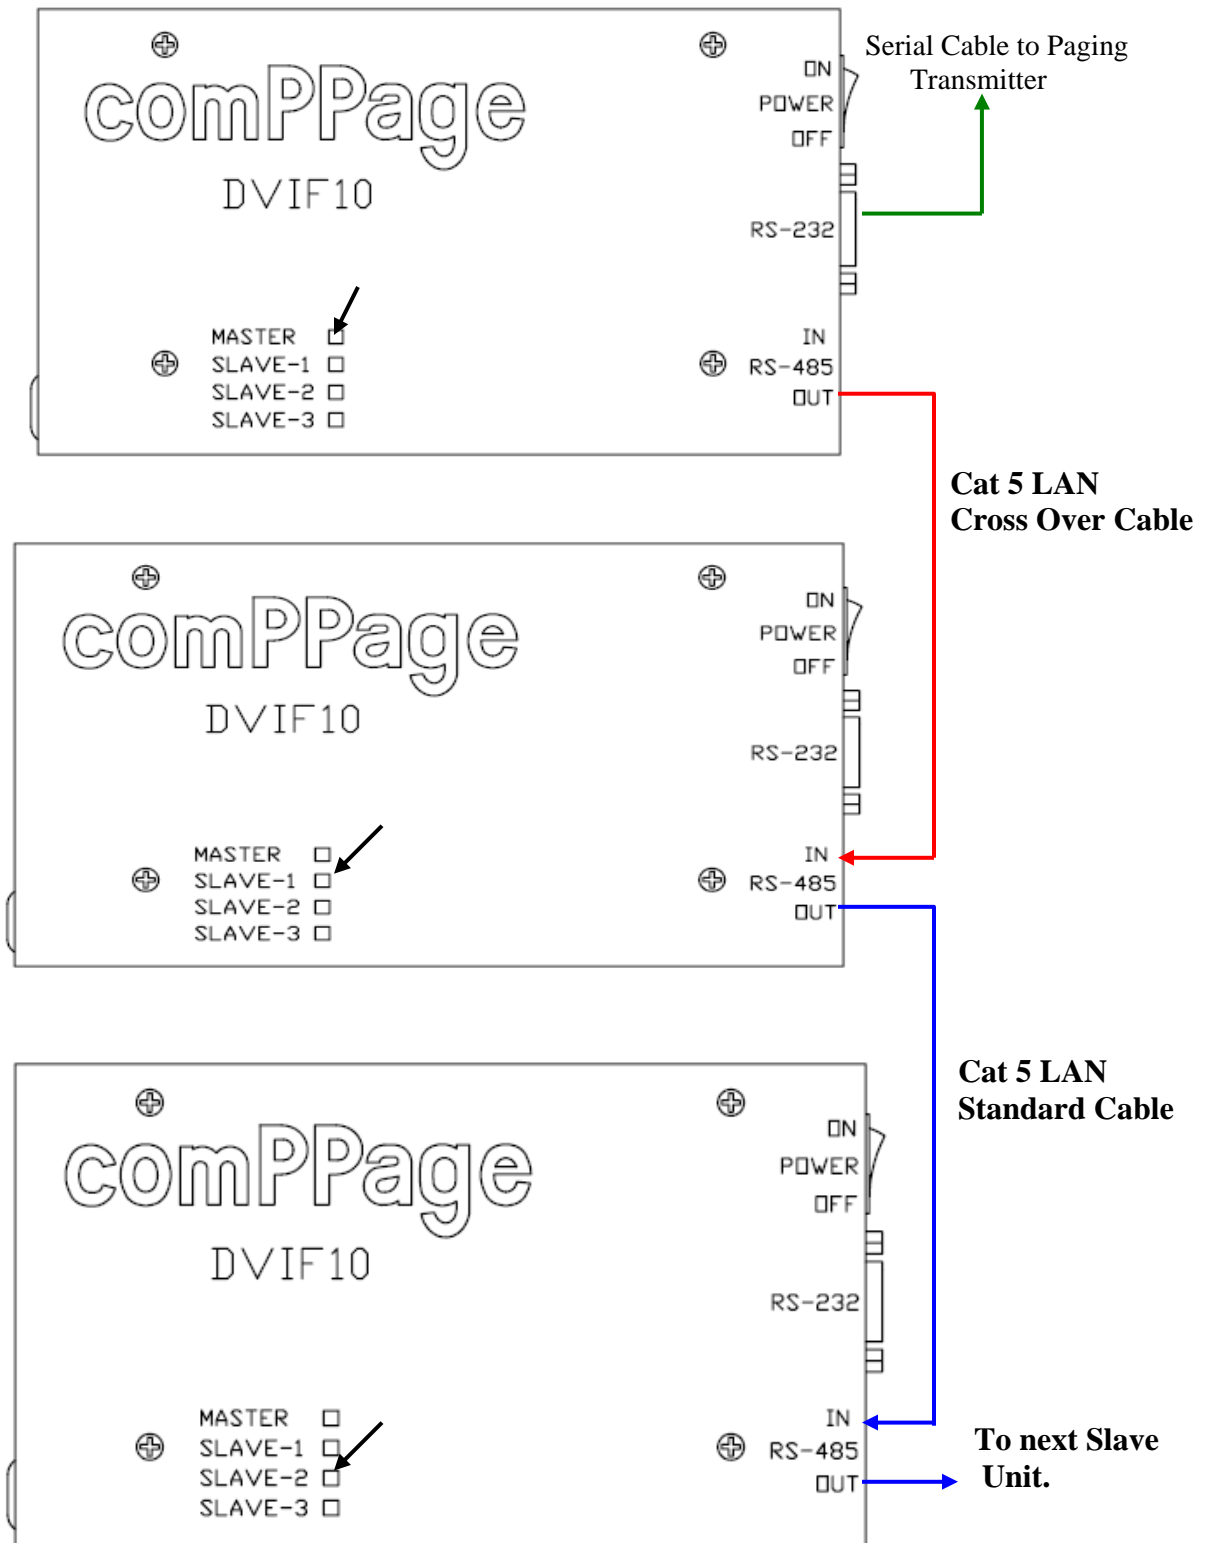 Serial Cable to Paging
Transmitter
comPPage
DVIF10
ON
POWER
OFF
RS-232
MASTER
SLAVE-1
SLAVE-2
SLAVE-3
IN
RS-485
OUT
Cat 5 LAN
Cross Over Cable
comPPage
DVIF10
ON
POWER
OFF
RS-232
MASTER
SLAVE-1
SLAVE-2
SLAVE-3
IN
RS-485
OUT
Cat 5 LAN
Standard Cable
comPPage
DVIF10
ON
POWER
OFF
RS-232
MASTER
SLAVE-1
SLAVE-2
SLAVE-3
IN
RS-485
OUT
To next Slave
Unit.